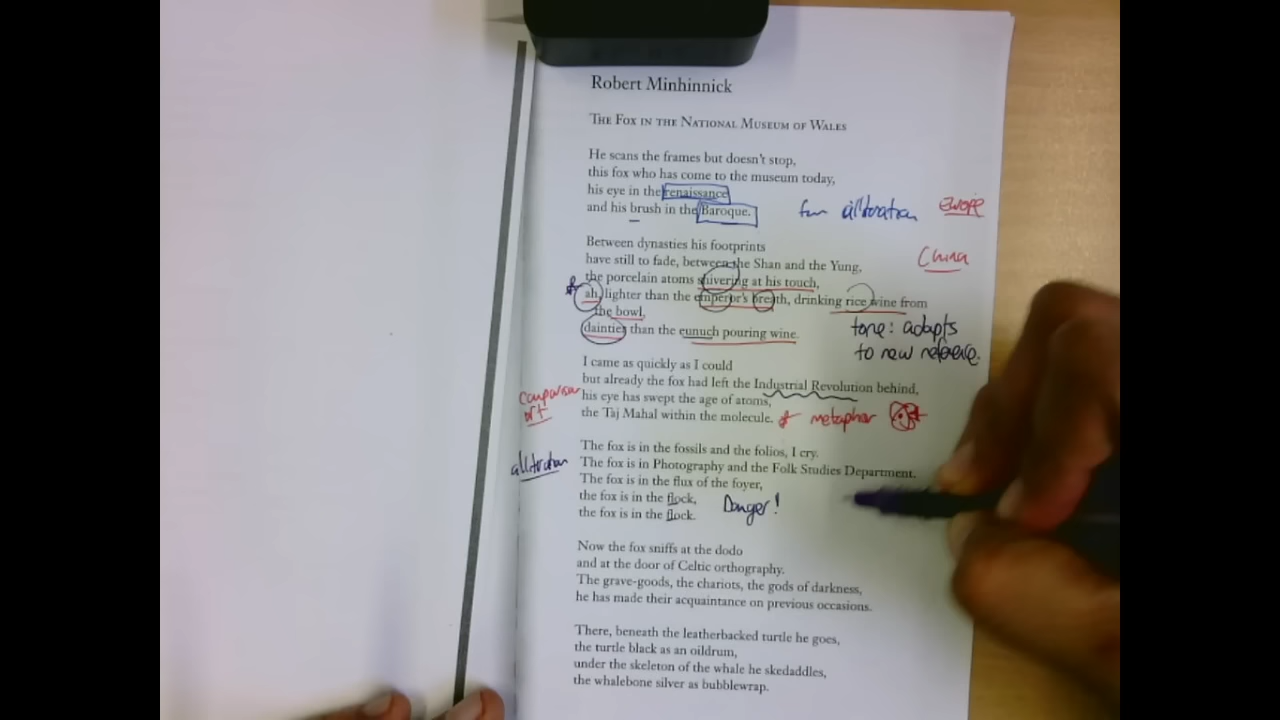 Robert Minhinnick
The Fox in the National Museum of Wales
He scans the frames but doesn't stop,
this fox who has come to the museum today,
his eye in the renaissance
and his brush in the Baroque.
fun alliteration
Europe
Between dynasties his footprints
have still to fade, between the Shan and the Yung,
China
the porcelain atoms shivering at his touch,
ah, lighter than the emperor's breath, drinking rice wine from
the bowl,
daintier than the eunuch pouring wine.
tone: adapts
to new reference.
I came as quickly as I could
but already the fox had left the Industrial Revolution behind,
his eye has swept the age of atoms,
the Taj Mahal within the molecule.
comparison
art
metaphor
The fox is in the fossils and the folios, I cry.
The fox is in Photography and the Folk Studies Department.
The fox is in the flux of the foyer,
the fox is in the flock,
the fox is in the flock.
alliteration
Danger!
Now the fox sniffs at the dodo
and at the door of Celtic orthography.
The grave-goods, the chariots, the gods of darkness,
he has made their acquaintance on previous occasions.
There, beneath the leatherbacked turtle he goes,
the turtle black as an oildrum,
under the skeleton of the whale he skedaddles,
the whalebone silver as bubblewrap.